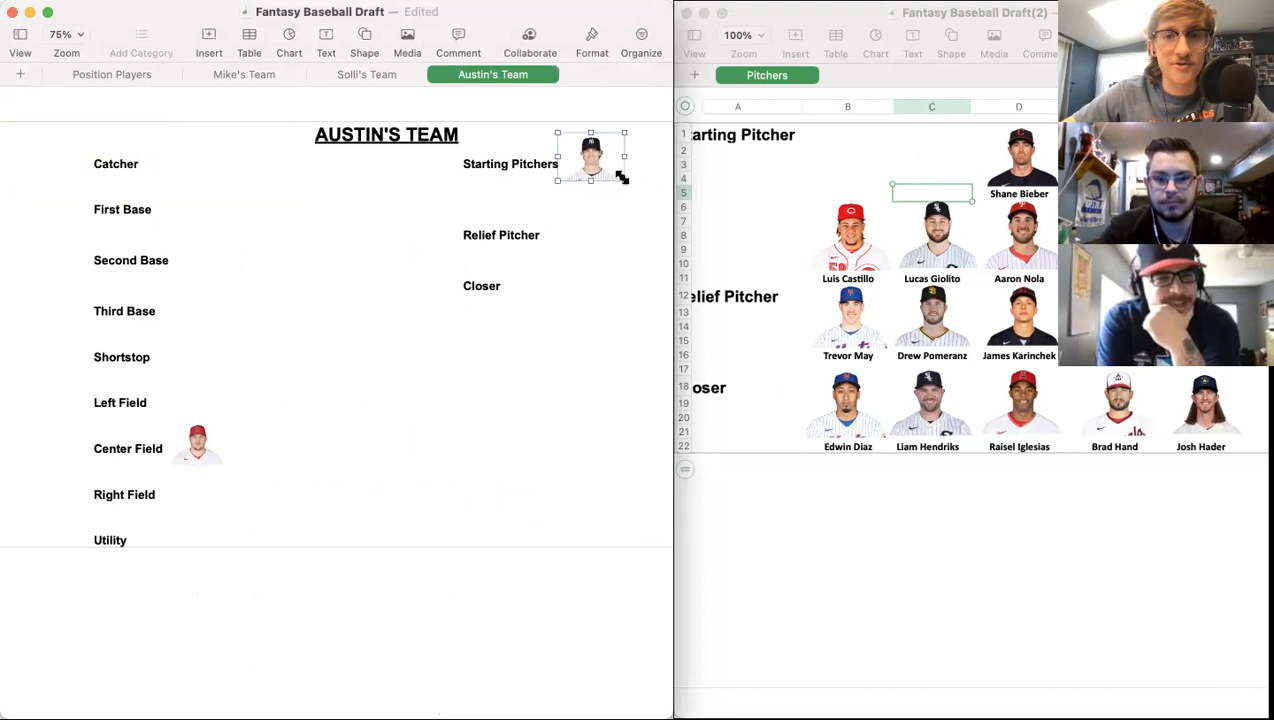 Fantasy Baseball Draft — Edited
75%
View
Zoom
Add Category
Insert
Table
Chart
Text
Shape
Media
Comment
Collaborate
Format
Organize
Position Players
Mike's Team
Solli's Team
Austin's Team
AUSTIN'S TEAM
Catcher
First Base
Second Base
Third Base
Shortstop
Left Field
Center Field
Right Field
Utility
Starting Pitchers
Relief Pitcher
Closer
Fantasy Baseball Draft(2) —
100%
View
Zoom
Insert
Table
Chart
Text
Shape
Media
Comme
Pitchers
A B C D
1
2
3
4
5
6
7
8
9
10
11
12
13
14
15
16
17
18
19
20
21
22
tarting Pitcher
Shane Bieber
Luis Castillo Lucas Giolito Aaron Nola
elief Pitcher
Trevor May Drew Pomeranz James Karinchek
oser
Edwin Diaz Liam Hendriks Raisel Iglesias Brad Hand Josh Hader